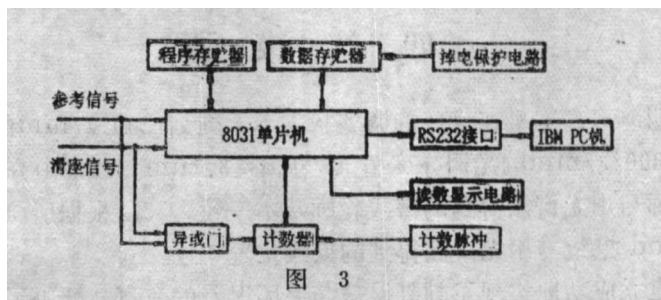 程序存贮器
数据存贮器
掉电保护电路
参考信号
8031单片机
RS232接口
IBM PC机
滑座信号
读数显示电路
异或门
计数器
计数脉冲
图 3